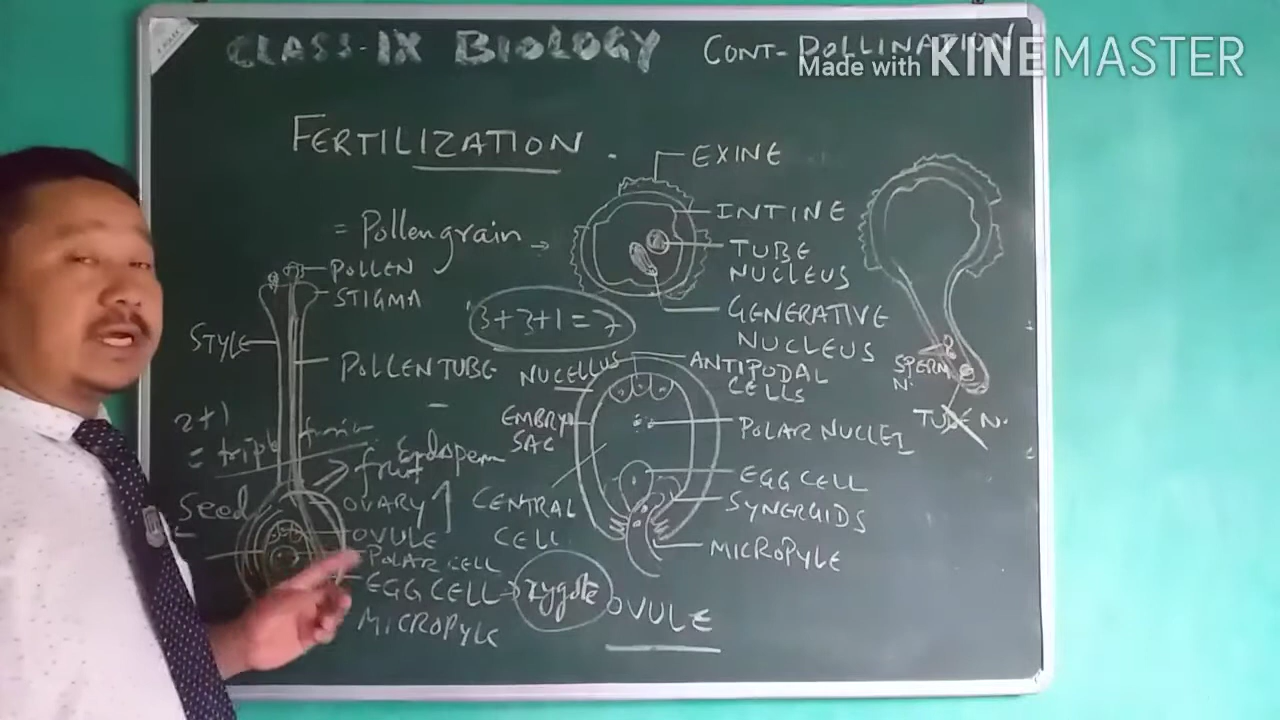 CLASS-IX BIOLOGY
CONT- POLLINATION
Made with KINEMASTER
FERTILIZATION
= Pollengrain →
EXINE
INTINE
TUBE
NUCLEUS
GENERATIVE
NUCLEUS
3+3+1=7
POLLEN
STIGMA
STYLE
POLLEN TUBE
NUCELLUS
ANTIPODAL
CELLS
SPERM
N.
TUBE N.
EMBRYO
SAC
POLAR NUCLEI
2+1
= triple fusion
Endosperm
fruit
EGG CELL
Seed
OVARY
CENTRAL
CELL
SYNERGIDS
OVULE
POLAR CELL
MICROPYLE
EGG CELL → zygote
MICROPYLE
OVULE